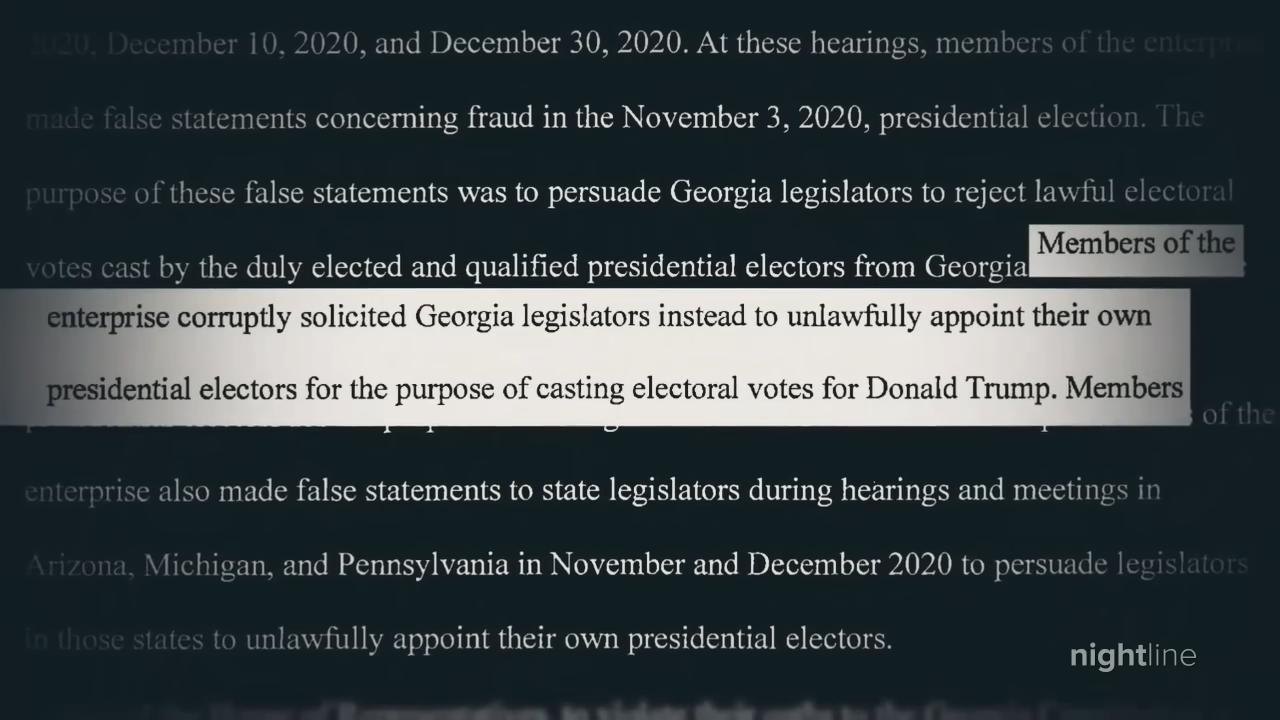 2020, December 10, 2020, and December 30, 2020. At these hearings, members of the enterprise
made false statements concerning fraud in the November 3, 2020, presidential election. The
purpose of these false statements was to persuade Georgia legislators to reject lawful electoral
votes cast by the duly elected and qualified presidential electors from Georgia
Members of the
enterprise corruptly solicited Georgia legislators instead to unlawfully appoint their own
presidential electors for the purpose of casting electoral votes for Donald Trump. Members
of the
enterprise also made false statements to state legislators during hearings and meetings in
Arizona, Michigan, and Pennsylvania in November and December 2020 to persuade legislators
in those states to unlawfully appoint their own presidential electors.
nightline